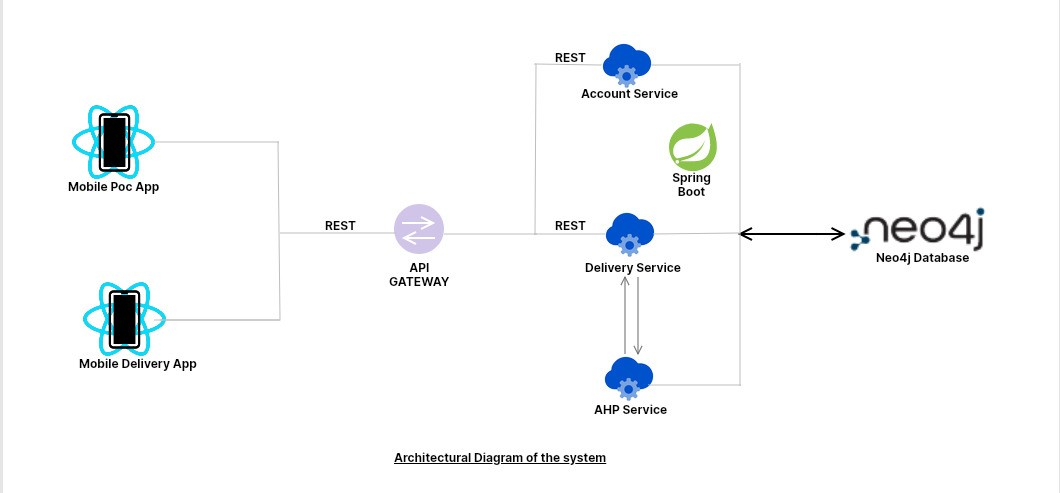 REST
Account Service
Spring
Boot
Mobile Poc App
REST
API
GATEWAY
REST
Delivery Service
neo4j
Neo4j Database
Mobile Delivery App
AHP Service
Architectural Diagram of the system